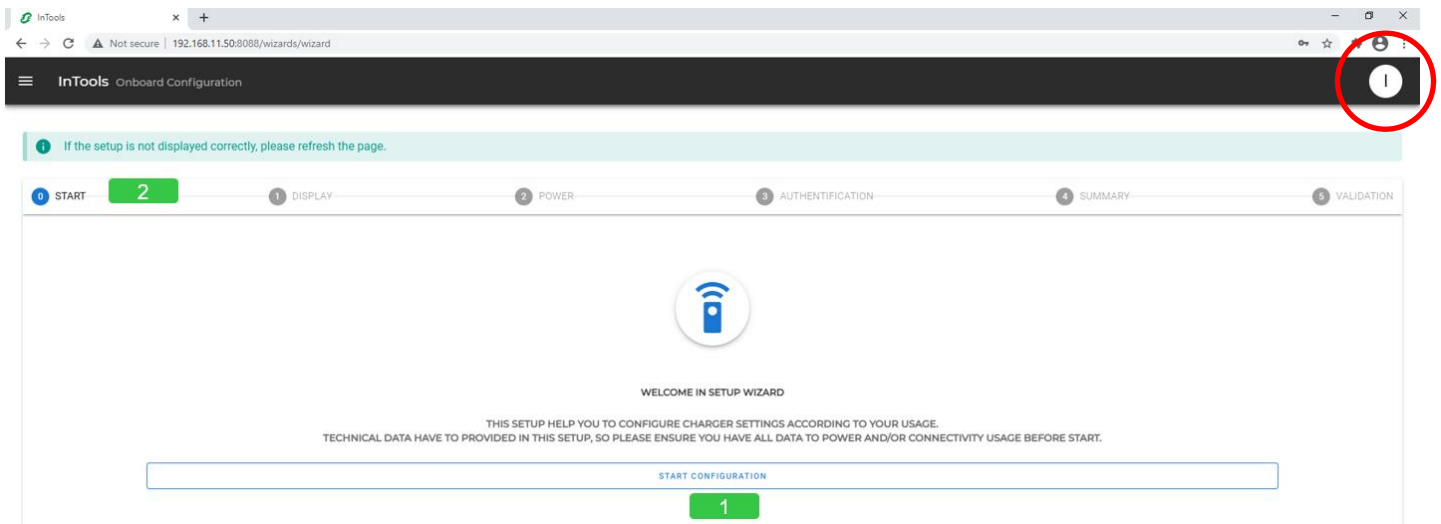 InTools
Not secure | 192.168.11.50:8088/wizards/wizard
InTools Onboard Configuration
I
If the setup is not displayed correctly, please refresh the page.
0 START 2 1 DISPLAY 2 POWER 3 AUTHENTIFICATION 4 SUMMARY 5 VALIDATION
WELCOME IN SETUP WIZARD
THIS SETUP HELP YOU TO CONFIGURE CHARGER SETTINGS ACCORDING TO YOUR USAGE.
TECHNICAL DATA HAVE TO PROVIDED IN THIS SETUP, SO PLEASE ENSURE YOU HAVE ALL DATA TO POWER AND/OR CONNECTIVITY USAGE BEFORE START.
START CONFIGURATION
1